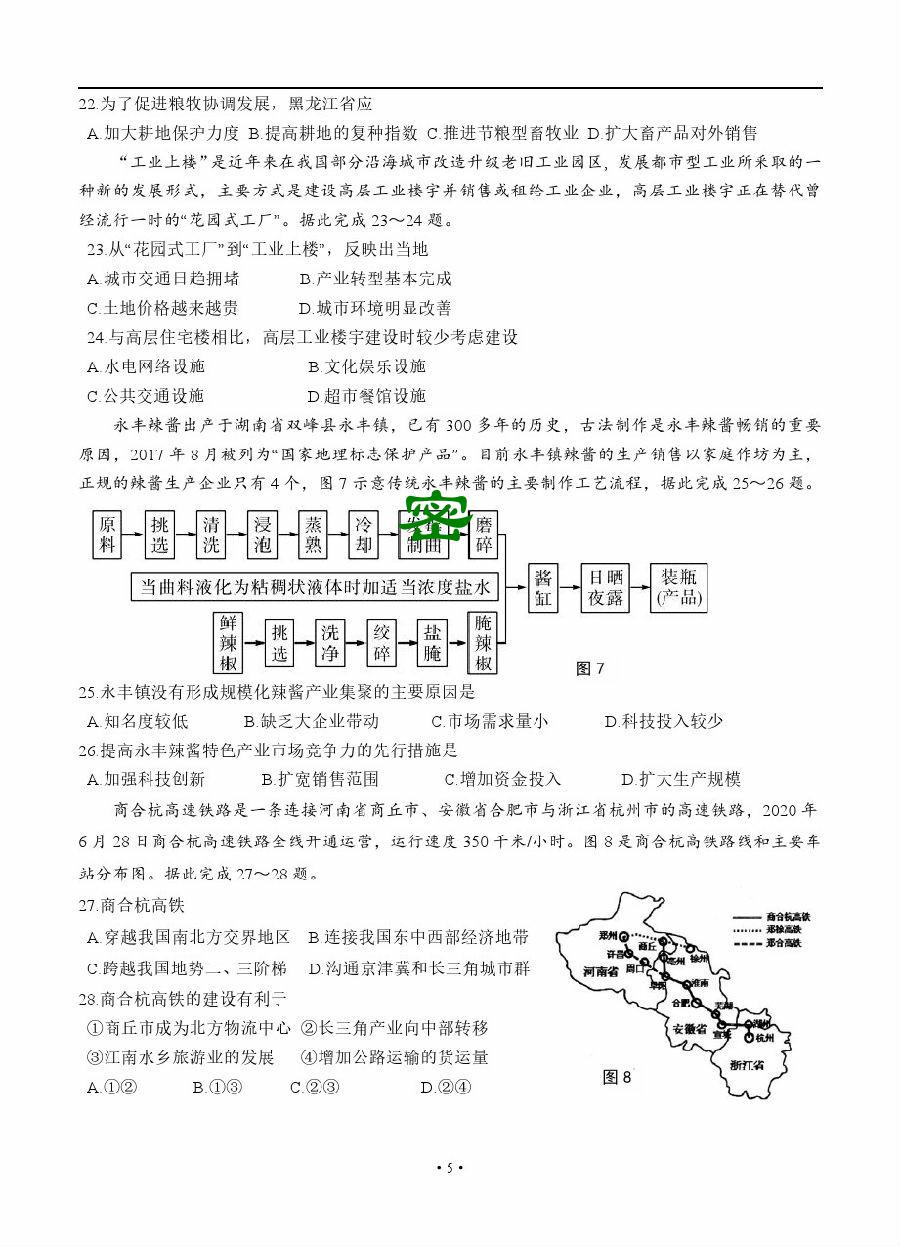 22.为了促进粮牧协调发展，黑龙江省应
A.加大耕地保护力度 B.提高耕地的复种指数 C.推进节粮型畜牧业 D.扩大畜产品对外销售
“工业上楼”是近年来在我国部分沿海城市改造升级老旧工业园区，发展都市型工业所采取的一
种新的发展形式，主要方式是建设高层工业楼宇并销售或租给工业企业，高层工业楼宇正在替代曾
经流行一时的“花园式工厂”。据此完成23～24题。
23.从“花园式工厂”到“工业上楼”，反映出当地
A.城市交通日趋拥堵 B.产业转型基本完成
C.土地价格越来越贵 D.城市环境明显改善
24.与高层住宅楼相比，高层工业楼宇建设时较少考虑建设
A.水电网络设施 B.文化娱乐设施
C.公共交通设施 D.超市餐馆设施
永丰辣酱出产于湖南省双峰县永丰镇，已有300多年的历史，古法制作是永丰辣酱畅销的重要
原因，2017年8月被列为“国家地理标志保护产品”。目前永丰镇辣酱的生产销售以家庭作坊为主，
正规的辣酱生产企业只有4个，图7示意传统永丰辣酱的主要制作工艺流程，据此完成25～26题。
密
原料 挑选 清洗 浸泡 蒸熟 冷却 制曲 磨碎
当曲料液化为粘稠状液体时加适当浓度盐水
酱缸 日晒夜露 装瓶(产品)
鲜辣椒 挑选 洗净 绞碎 盐腌 腌辣椒
图7
25.永丰镇没有形成规模化辣酱产业集聚的主要原因是
A.知名度较低 B.缺乏大企业带动 C.市场需求量小 D.科技投入较少
26.提高永丰辣酱特色产业市场竞争力的先行措施是
A.加强科技创新 B.扩宽销售范围 C.增加资金投入 D.扩大生产规模
商合杭高速铁路是一条连接河南省商丘市、安徽省合肥市与浙江省杭州市的高速铁路，2020年
6月28日商合杭高速铁路全线开通运营，运行速度350千米/小时。图8是商合杭高铁路线和主要车
站分布图。据此完成27～28题。
27.商合杭高铁
A.穿越我国南北方交界地区 B.连接我国东中西部经济地带
C.跨越我国地势二、三阶梯 D.沟通京津冀和长三角城市群
28.商合杭高铁的建设有利于
①商丘市成为北方物流中心 ②长三角产业向中部转移
③江南水乡旅游业的发展 ④增加公路运输的货运量
A.①② B.①③ C.②③ D.②④
商合杭高铁
郑徐高铁
郑合高铁
郑州
商丘
徐州
许昌
亳州
周口
河南省
阜阳
淮南
合肥
芜湖
安徽省
宣城
湖州
杭州
浙江省
图8
·5·